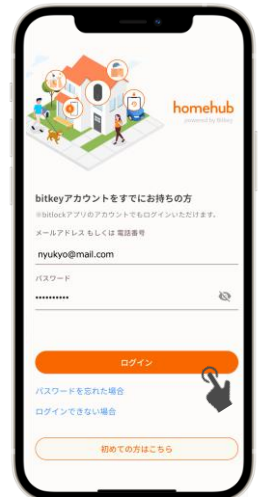 homehub
powered by Bitkey
bitkeyアカウントをすでにお持ちの方
※bitlockアプリのアカウントでもログインいただけます。
メールアドレス もしくは 電話番号
nyukyo@mail.com
パスワード
••••••••••
ログイン
パスワードを忘れた場合
ログインできない場合
初めての方はこちら